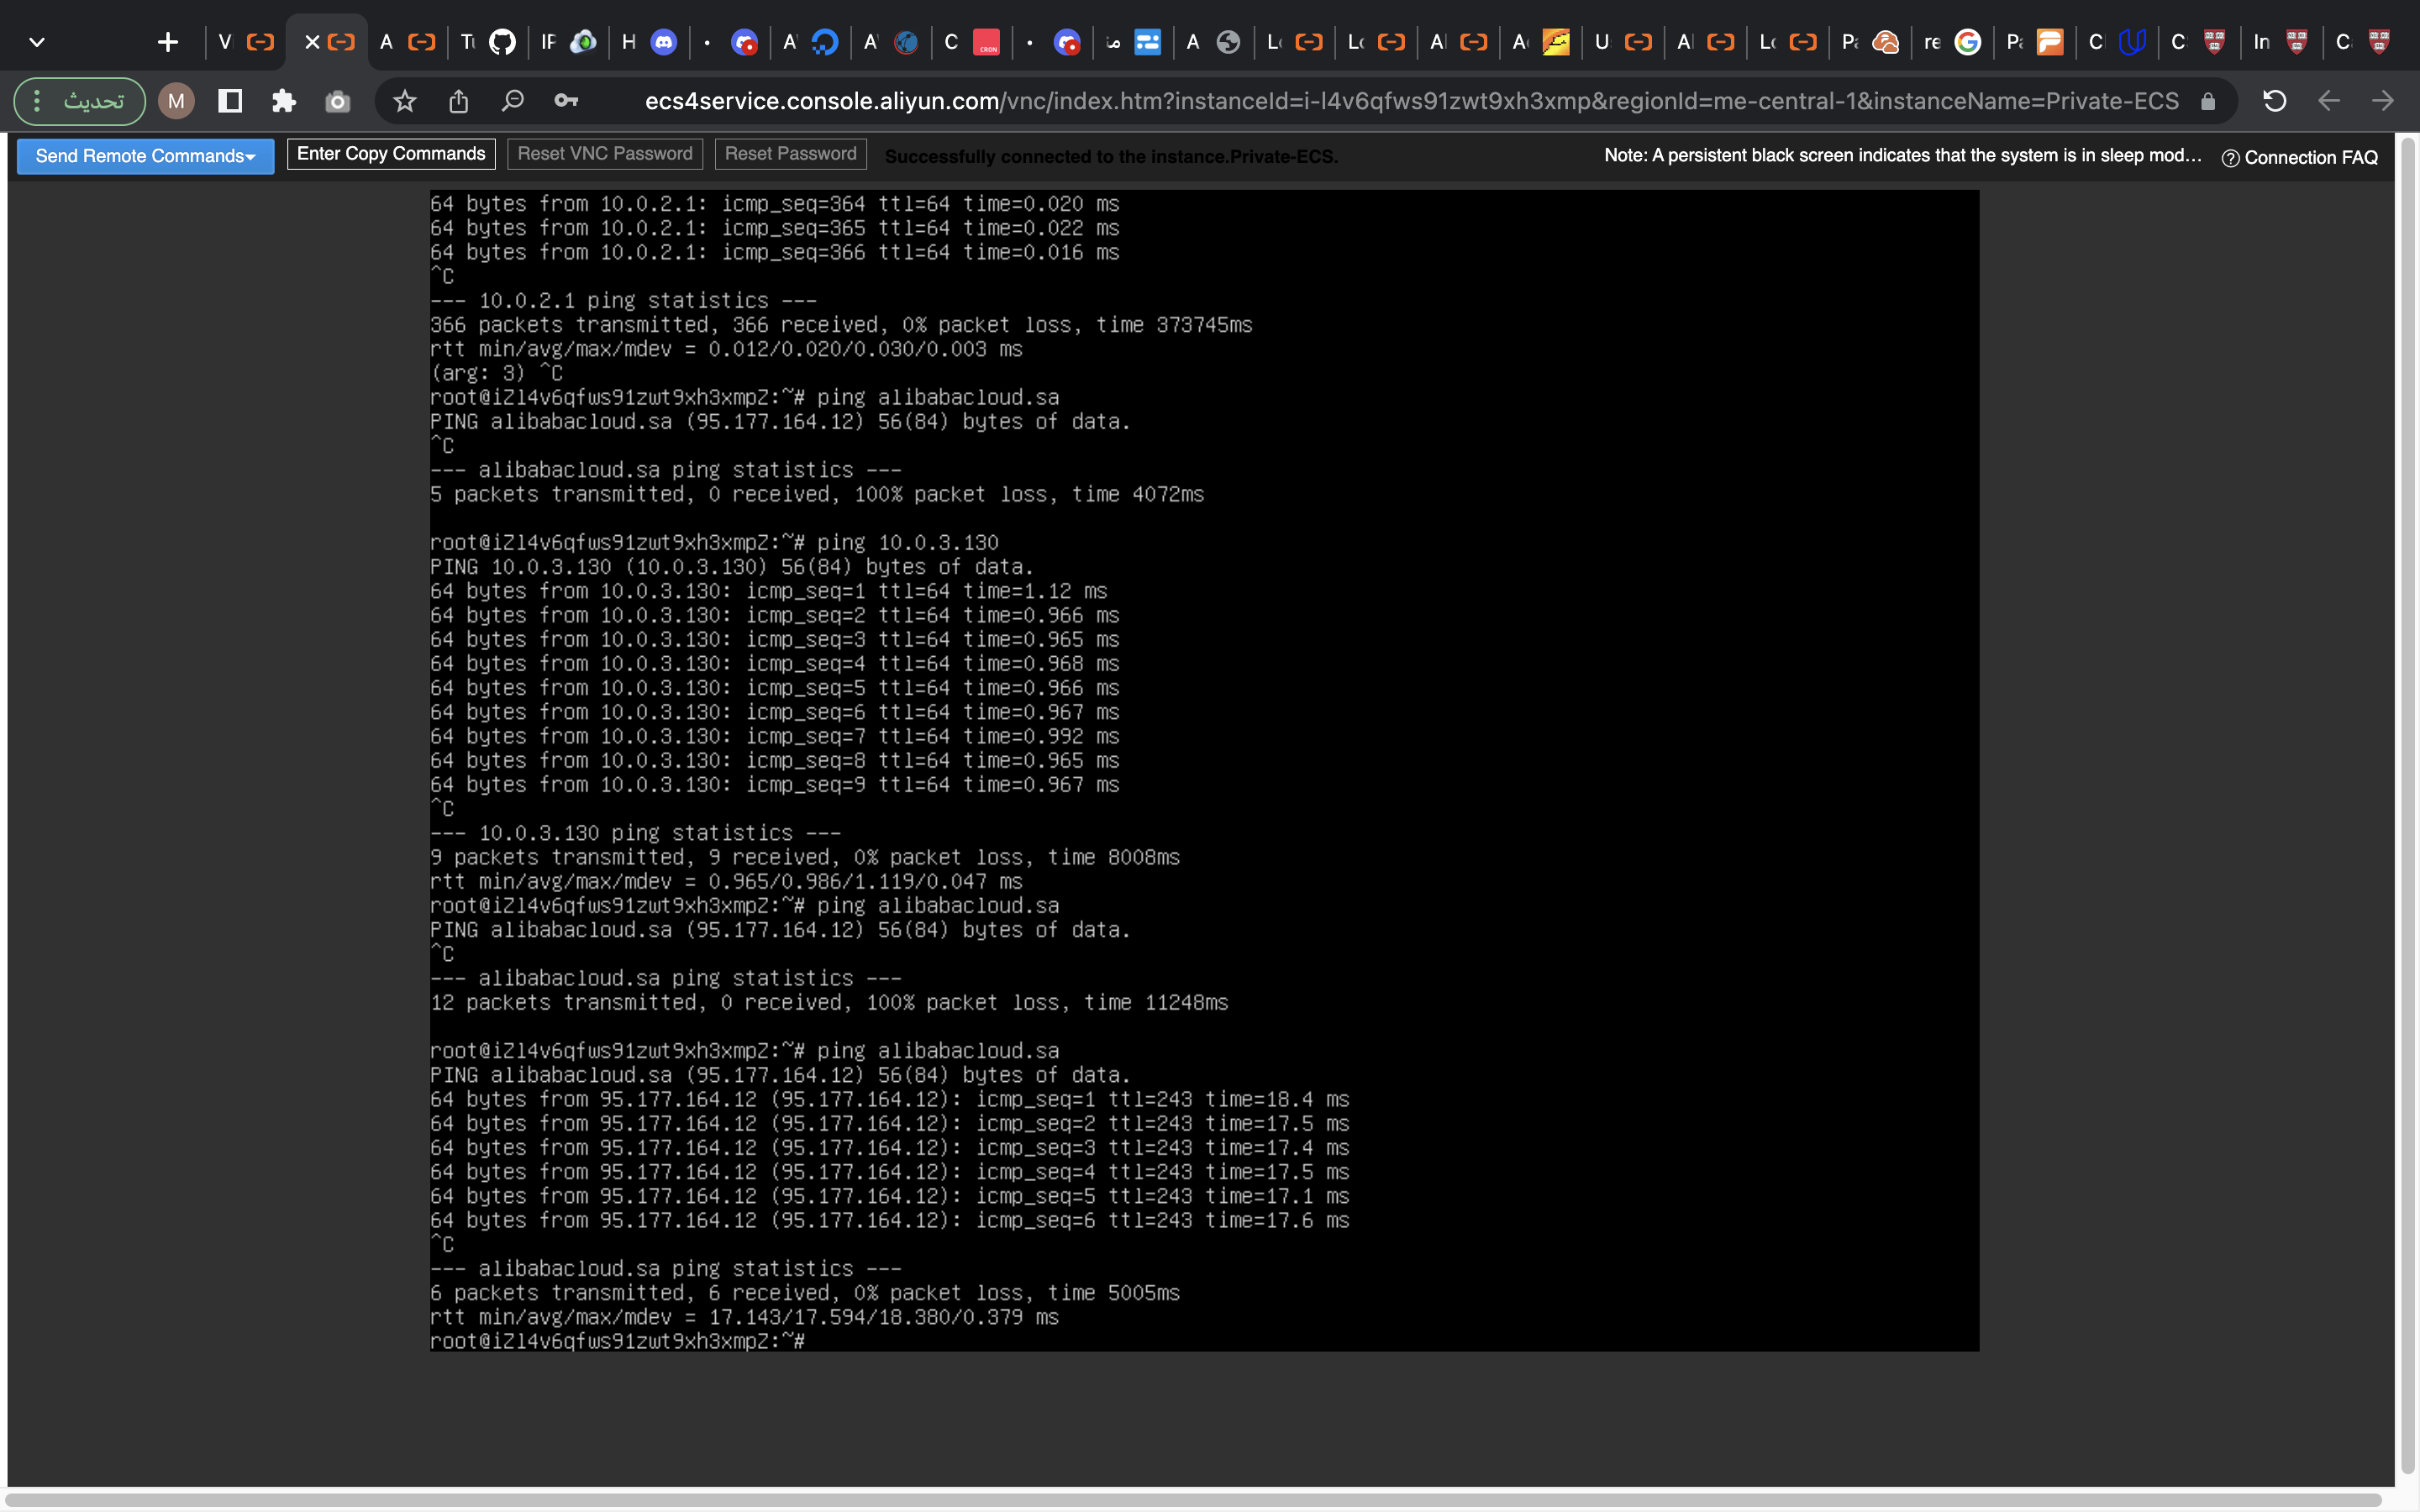 V
A
Tu
IP
H
A
A
C
CRON
مذ
A
Lo
Lo
Al
A
U
Al
Lo
Pa
re
Pa
C
C
In
C
تحديث
M
ecs4service.console.aliyun.com/vnc/index.htm?instanceId=i-l4v6qfws91zwt9xh3xmp&regionId=me-central-1&instanceName=Private-ECS
Send Remote Commands
Enter Copy Commands
Reset VNC Password
Reset Password
Successfully connected to the instance.Private-ECS.
Note: A persistent black screen indicates that the system is in sleep mod...
Connection FAQ
64 bytes from 10.0.2.1: icmp_seq=364 ttl=64 time=0.020 ms
64 bytes from 10.0.2.1: icmp_seq=365 ttl=64 time=0.022 ms
64 bytes from 10.0.2.1: icmp_seq=366 ttl=64 time=0.016 ms
^C
--- 10.0.2.1 ping statistics ---
366 packets transmitted, 366 received, 0% packet loss, time 373745ms
rtt min/avg/max/mdev = 0.012/0.020/0.030/0.003 ms
(arg: 3) ^C
root@iZl4v6qfws91zwt9xh3xmpZ:~# ping alibabacloud.sa
PING alibabacloud.sa (95.177.164.12) 56(84) bytes of data.
^C
--- alibabacloud.sa ping statistics ---
5 packets transmitted, 0 received, 100% packet loss, time 4072ms
root@iZl4v6qfws91zwt9xh3xmpZ:~# ping 10.0.3.130
PING 10.0.3.130 (10.0.3.130) 56(84) bytes of data.
64 bytes from 10.0.3.130: icmp_seq=1 ttl=64 time=1.12 ms
64 bytes from 10.0.3.130: icmp_seq=2 ttl=64 time=0.966 ms
64 bytes from 10.0.3.130: icmp_seq=3 ttl=64 time=0.965 ms
64 bytes from 10.0.3.130: icmp_seq=4 ttl=64 time=0.968 ms
64 bytes from 10.0.3.130: icmp_seq=5 ttl=64 time=0.966 ms
64 bytes from 10.0.3.130: icmp_seq=6 ttl=64 time=0.967 ms
64 bytes from 10.0.3.130: icmp_seq=7 ttl=64 time=0.992 ms
64 bytes from 10.0.3.130: icmp_seq=8 ttl=64 time=0.965 ms
64 bytes from 10.0.3.130: icmp_seq=9 ttl=64 time=0.967 ms
^C
--- 10.0.3.130 ping statistics ---
9 packets transmitted, 9 received, 0% packet loss, time 8008ms
rtt min/avg/max/mdev = 0.965/0.986/1.119/0.047 ms
root@iZl4v6qfws91zwt9xh3xmpZ:~# ping alibabacloud.sa
PING alibabacloud.sa (95.177.164.12) 56(84) bytes of data.
^C
--- alibabacloud.sa ping statistics ---
12 packets transmitted, 0 received, 100% packet loss, time 11248ms
root@iZl4v6qfws91zwt9xh3xmpZ:~# ping alibabacloud.sa
PING alibabacloud.sa (95.177.164.12) 56(84) bytes of data.
64 bytes from 95.177.164.12 (95.177.164.12): icmp_seq=1 ttl=243 time=18.4 ms
64 bytes from 95.177.164.12 (95.177.164.12): icmp_seq=2 ttl=243 time=17.5 ms
64 bytes from 95.177.164.12 (95.177.164.12): icmp_seq=3 ttl=243 time=17.4 ms
64 bytes from 95.177.164.12 (95.177.164.12): icmp_seq=4 ttl=243 time=17.5 ms
64 bytes from 95.177.164.12 (95.177.164.12): icmp_seq=5 ttl=243 time=17.1 ms
64 bytes from 95.177.164.12 (95.177.164.12): icmp_seq=6 ttl=243 time=17.6 ms
^C
--- alibabacloud.sa ping statistics ---
6 packets transmitted, 6 received, 0% packet loss, time 5005ms
rtt min/avg/max/mdev = 17.143/17.594/18.380/0.379 ms
root@iZl4v6qfws91zwt9xh3xmpZ:~#